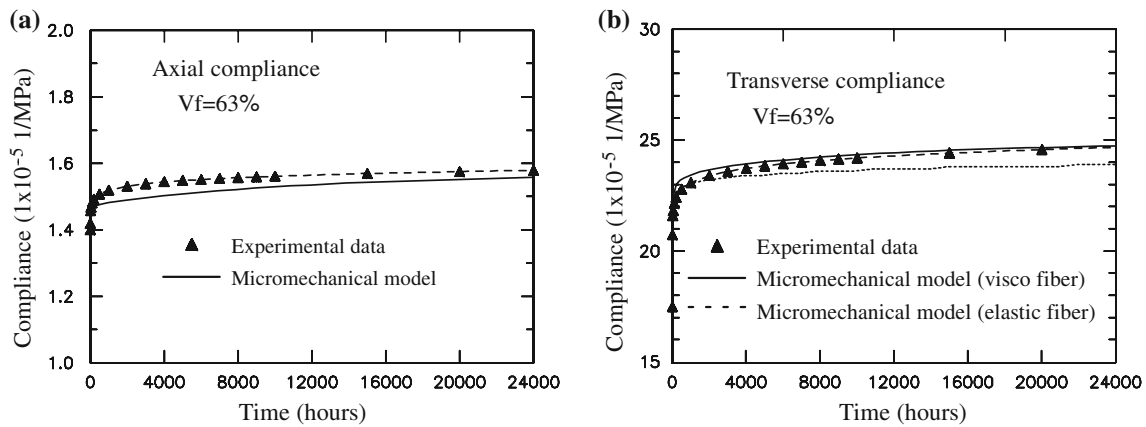 (a)
2.0
1.8
1.6
1.4
1.2
1.0
Compliance (1x10⁻⁵ 1/MPa)
Axial compliance
Vf=63%
Experimental data
Micromechanical model
0 4000 8000 12000 16000 20000 24000
Time (hours)
(b)
30
25
20
15
Compliance (1x10⁻⁵ 1/MPa)
Transverse compliance
Vf=63%
Experimental data
Micromechanical model (visco fiber)
Micromechanical model (elastic fiber)
0 4000 8000 12000 16000 20000 24000
Time (hours)